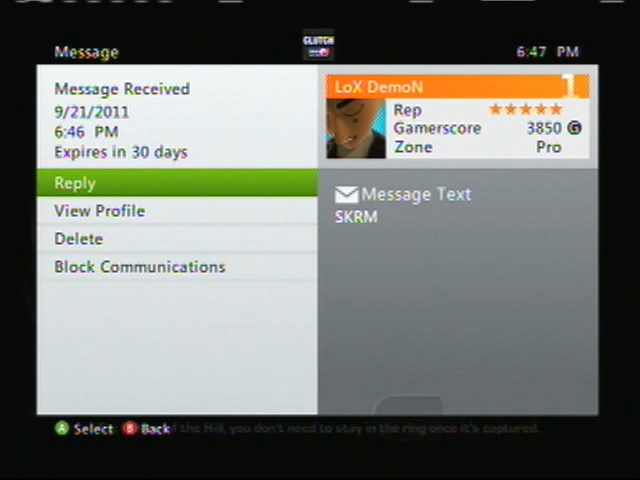 Message
CLUTCH
6:47 PM
Message Received
9/21/2011
6:46 PM
Expires in 30 days
Reply
View Profile
Delete
Block Communications
LoX DemoN
1
Rep
Gamerscore 3850 G
Zone Pro
Message Text
SKRM
A Select B Back
of the Hill, you don't need to stay in the ring once it's captured.